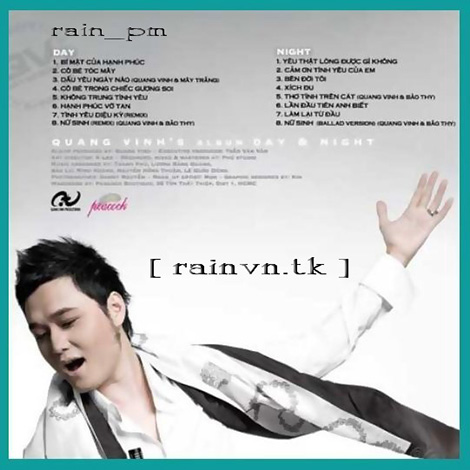 rain_pm
DAY
1. BÍ MẬT CỦA HẠNH PHÚC
2. CÔ BÉ TÓC MÂY
3. DẤU YÊU NGÀY NÀO (QUANG VINH & MÂY TRẮNG)
4. CÔ BÉ TRONG CHIẾC GƯƠNG SOI
5. KHÔNG TRUNG TÌNH YÊU
6. HẠNH PHÚC VỠ TAN
7. TÌNH YÊU DIỆU KỲ (REMIX)
8. NỮ SINH (REMIX) (QUANG VINH & BẢO THY)
NIGHT
1. YÊU THẬT LÒNG ĐƯỢC GÌ KHÔNG
2. CẢM ƠN TÌNH YÊU CỦA EM
3. BÊN ĐỜI TÔI
4. XÍCH ĐU
5. THƠ TÌNH TRÊN CÁT (QUANG VINH & BẢO THY)
6. LẦN ĐẦU TIÊN ANH BIẾT
7. LÀM LẠI TỪ ĐẦU
8. NỮ SINH (BALLAD VERSION) (QUANG VINH & BẢO THY)
QUANG VINH'S ALBUM DAY & NIGHT
peacock
[ rainvn.tk ]